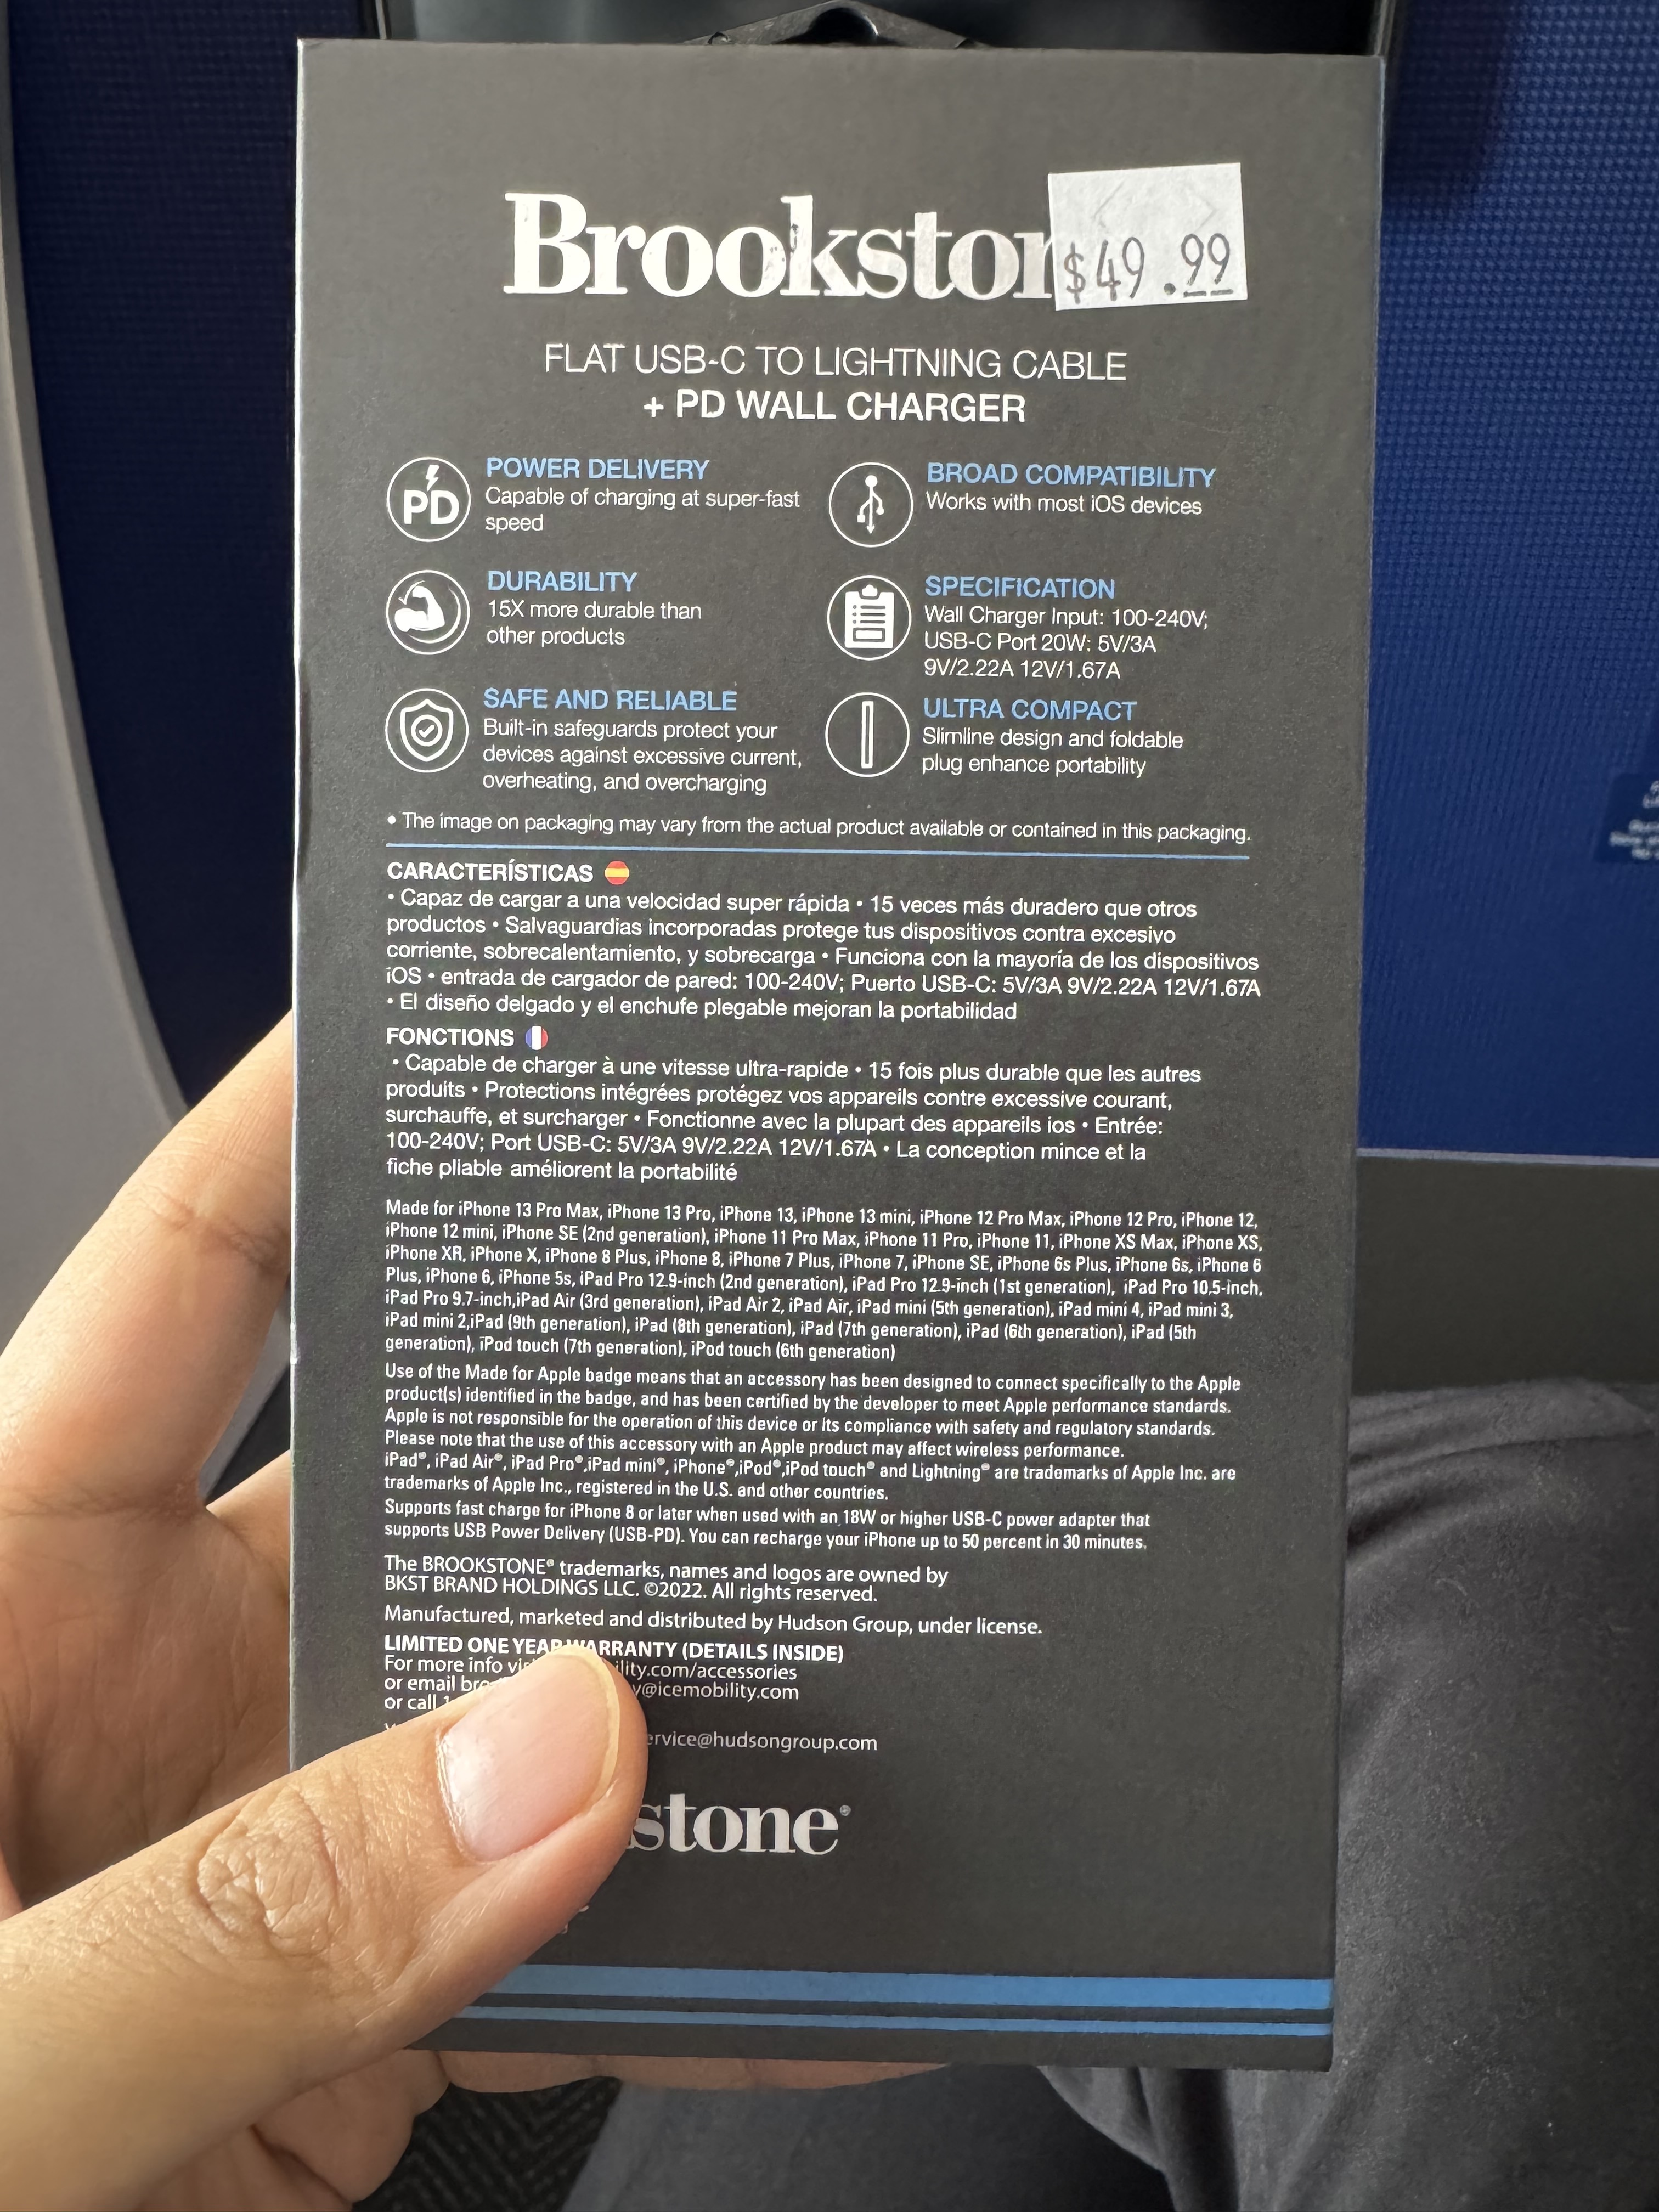 Brookston
$49.99
FLAT USB-C TO LIGHTNING CABLE
+ PD WALL CHARGER
PD
POWER DELIVERY
Capable of charging at super-fast
speed
BROAD COMPATIBILITY
Works with most iOS devices
DURABILITY
15X more durable than
other products
SPECIFICATION
Wall Charger Input: 100-240V;
USB-C Port 20W: 5V/3A
9V/2.22A 12V/1.67A
SAFE AND RELIABLE
Built-in safeguards protect your
devices against excessive current,
overheating, and overcharging
ULTRA COMPACT
Slimline design and foldable
plug enhance portability
• The image on packaging may vary from the actual product available or contained in this packaging.
CARACTERÍSTICAS
• Capaz de cargar a una velocidad super rápida • 15 veces más duradero que otros
productos • Salvaguardias incorporadas protege tus dispositivos contra excesivo
corriente, sobrecalentamiento, y sobrecarga • Funciona con la mayoría de los dispositivos
iOS • entrada de cargador de pared: 100-240V; Puerto USB-C: 5V/3A 9V/2.22A 12V/1.67A
• El diseño delgado y el enchufe plegable mejoran la portabilidad
FONCTIONS
• Capable de charger à une vitesse ultra-rapide • 15 fois plus durable que les autres
produits • Protections intégrées protégez vos appareils contre excessive courant,
surchauffe, et surcharger • Fonctionne avec la plupart des appareils ios • Entrée:
100-240V; Port USB-C: 5V/3A 9V/2.22A 12V/1.67A • La conception mince et la
fiche pliable améliorent la portabilité
Made for iPhone 13 Pro Max, iPhone 13 Pro, iPhone 13, iPhone 13 mini, iPhone 12 Pro Max, iPhone 12 Pro, iPhone 12,
iPhone 12 mini, iPhone SE (2nd generation), iPhone 11 Pro Max, iPhone 11 Pro, iPhone 11, iPhone XS Max, iPhone XS,
iPhone XR, iPhone X, iPhone 8 Plus, iPhone 8, iPhone 7 Plus, iPhone 7, iPhone SE, iPhone 6s Plus, iPhone 6s, iPhone 6
Plus, iPhone 6, iPhone 5s, iPad Pro 12.9-inch (2nd generation), iPad Pro 12.9-inch (1st generation), iPad Pro 10.5-inch,
iPad Pro 9.7-inch,iPad Air (3rd generation), iPad Air 2, iPad Air, iPad mini (5th generation), iPad mini 4, iPad mini 3,
iPad mini 2,iPad (9th generation), iPad (8th generation), iPad (7th generation), iPad (6th generation), iPad (5th
generation), iPod touch (7th generation), iPod touch (6th generation)
Use of the Made for Apple badge means that an accessory has been designed to connect specifically to the Apple
product(s) identified in the badge, and has been certified by the developer to meet Apple performance standards.
Apple is not responsible for the operation of this device or its compliance with safety and regulatory standards.
Please note that the use of this accessory with an Apple product may affect wireless performance.
iPad®, iPad Air®, iPad Pro®,iPad mini®, iPhone®,iPod®,iPod touch® and Lightning® are trademarks of Apple Inc. are
trademarks of Apple Inc., registered in the U.S. and other countries.
Supports fast charge for iPhone 8 or later when used with an 18W or higher USB-C power adapter that
supports USB Power Delivery (USB-PD). You can recharge your iPhone up to 50 percent in 30 minutes.
The BROOKSTONE® trademarks, names and logos are owned by
BKST BRAND HOLDINGS LLC. ©2022. All rights reserved.
Manufactured, marketed and distributed by Hudson Group, under license.
LIMITED ONE YEAR WARRANTY (DETAILS INSIDE)
For more info ility.com/accessories
or email y@icemobility.com
or call
ervice@hudsongroup.com
stone®